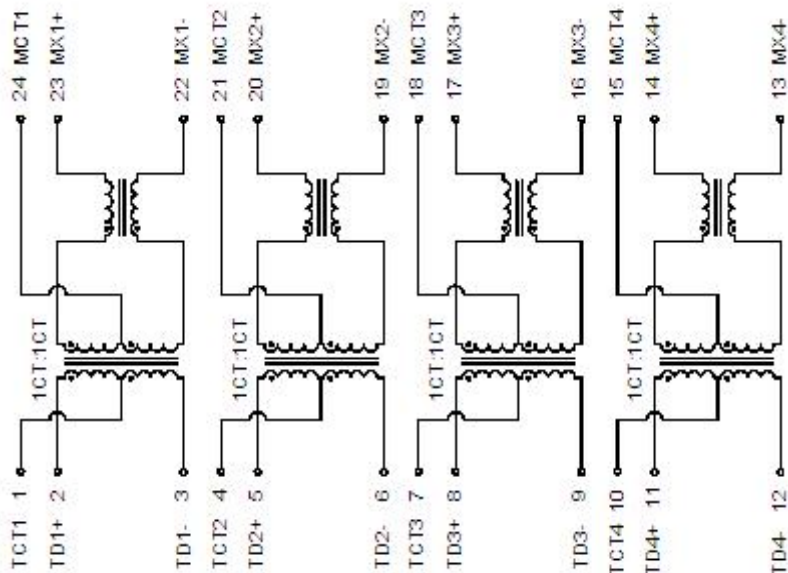 24 MCT1
23 MX1+
22 MX1-
21 MCT2
20 MX2+
19 MX2-
18 MCT3
17 MX3+
16 MX3-
15 MCT4
14 MX4+
13 MX4-
1CT:1CT
1CT:1CT
1CT:1CT
1CT:1CT
TCT1 1
TD1+ 2
TD1- 3
TCT2 4
TD2+ 5
TD2- 6
TCT3 7
TD3+ 8
TD3- 9
TCT4 10
TD4+ 11
TD4- 12